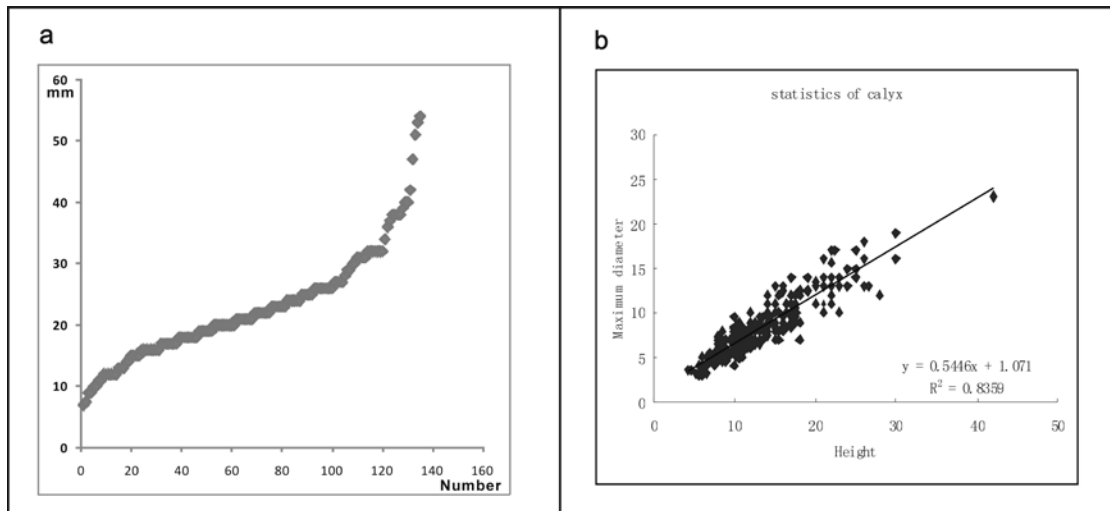 a
60
mm
50
40
30
20
10
0
0 20 40 60 80 100 120 140 160
Number
b
statistics of calyx
30
25
20
15
10
5
0
Maximum diameter
y = 0.5446x + 1.071
R² = 0.8359
0 10 20 30 40 50
Height